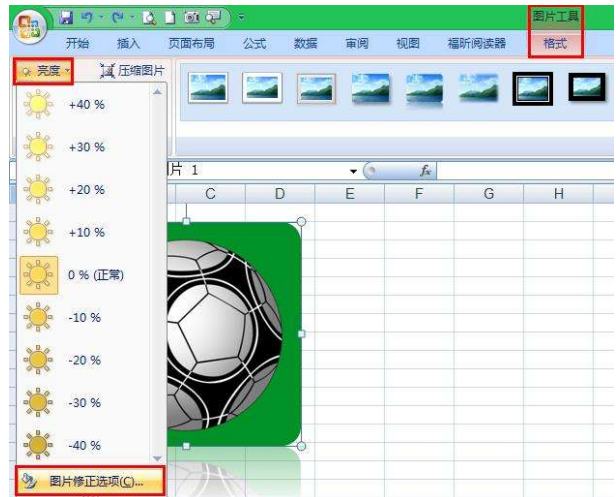 图片工具
开始 插入 页面布局 公式 数据 审阅 视图 福昕阅读器 格式
亮度 压缩图片
+40 %
+30 %
片 1 fx
+20 %
C D E F G H
+10 %
0 % (正常)
-10 %
-20 %
-30 %
-40 %
图片修正选项(C)...